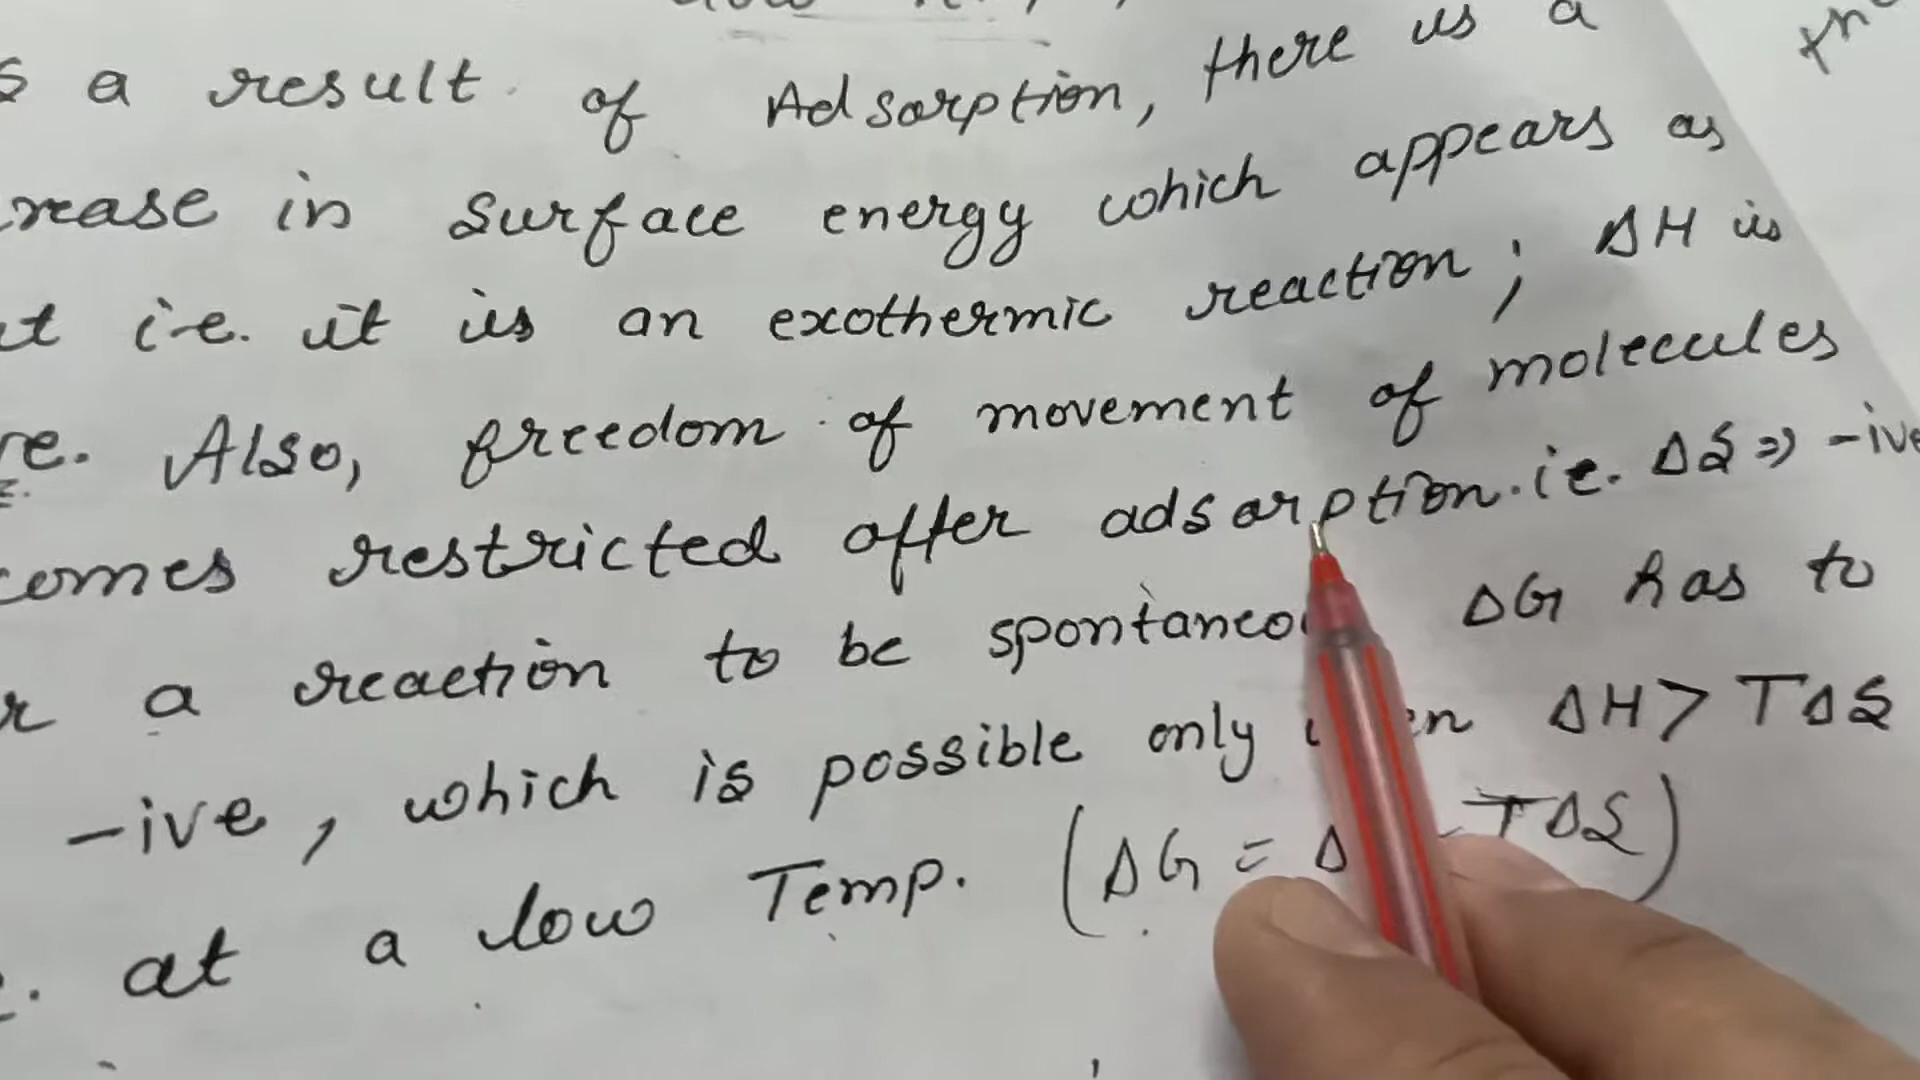 a result of Adsorption, there is a
rease in surface energy which appears as
t i.e. it is an exothermic reaction; ΔH is
ve. Also, freedom of movement of molecules
comes restricted after adsorption. i.e. ΔS ⇒ -ive
r a reaction to be spontaneo ΔG has to
-ive, which is possible only en ΔH > TΔS
at a low Temp. (ΔG = Δ - TΔS)